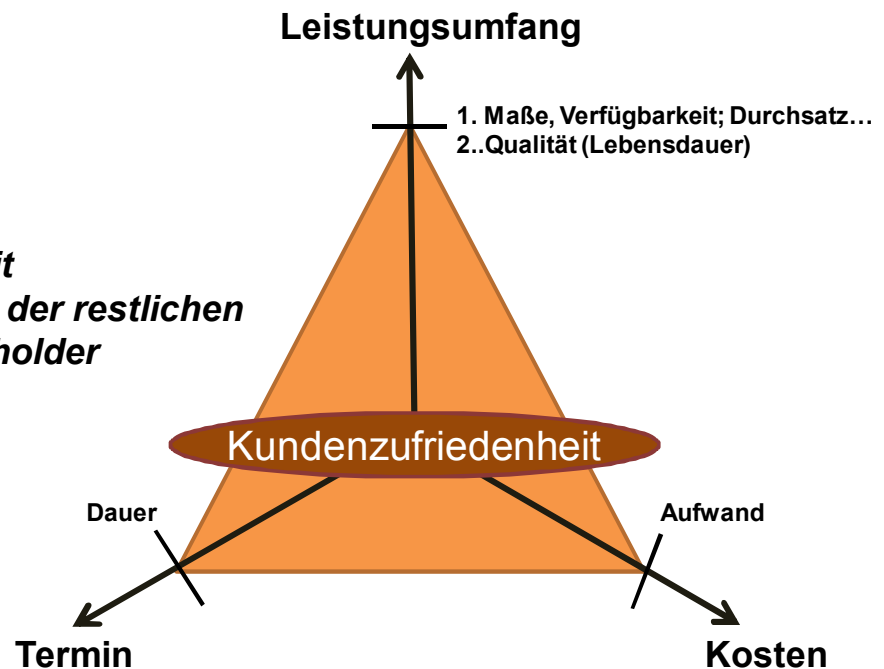 Leistungsumfang
1. Maße, Verfügbarkeit; Durchsatz…
2..Qualität (Lebensdauer)
der restlichen
Kundenzufriedenheit
Dauer
Aufwand
Termin
Kosten